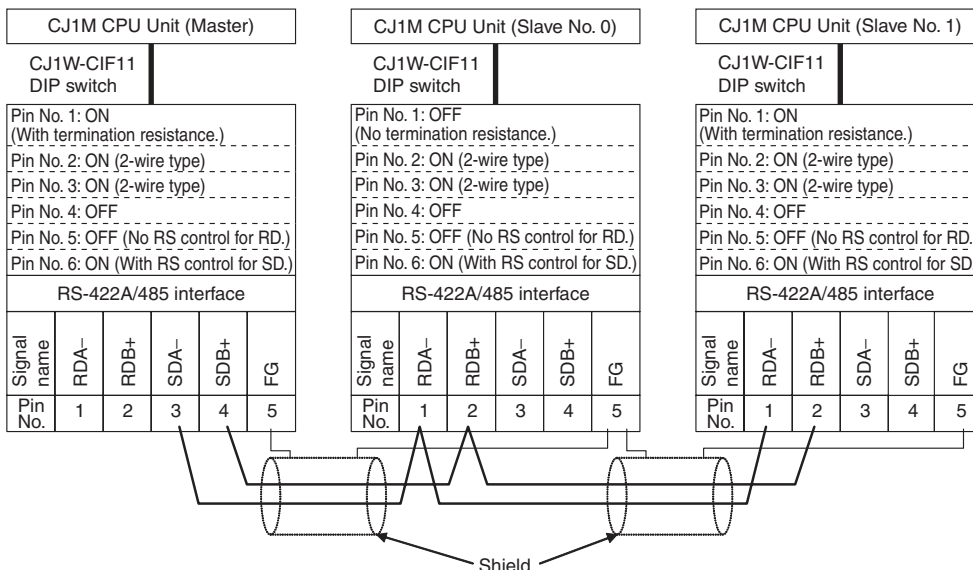 CJ1M CPU Unit (Master)
CJ1W-CIF11
DIP switch
Pin No. 1: ON
(With termination resistance.)
Pin No. 2: ON (2-wire type)
Pin No. 3: ON (2-wire type)
Pin No. 4: OFF
Pin No. 5: OFF (No RS control for RD.)
Pin No. 6: ON (With RS control for SD.)
RS-422A/485 interface
Signal name RDA− RDB+ SDA− SDB+ FG
Pin No. 1 2 3 4 5
CJ1M CPU Unit (Slave No. 0)
CJ1W-CIF11
DIP switch
Pin No. 1: OFF
(No termination resistance.)
Pin No. 2: ON (2-wire type)
Pin No. 3: ON (2-wire type)
Pin No. 4: OFF
Pin No. 5: OFF (No RS control for RD.)
Pin No. 6: ON (With RS control for SD.)
RS-422A/485 interface
Signal name RDA− RDB+ SDA− SDB+ FG
Pin No. 1 2 3 4 5
CJ1M CPU Unit (Slave No. 1)
CJ1W-CIF11
DIP switch
Pin No. 1: ON
(With termination resistance.)
Pin No. 2: ON (2-wire type)
Pin No. 3: ON (2-wire type)
Pin No. 4: OFF
Pin No. 5: OFF (No RS control for RD.)
Pin No. 6: ON (With RS control for SD
RS-422A/485 interface
Signal name RDA− RDB+ SDA− SDB+ FG
Pin No. 1 2 3 4 5
Shield